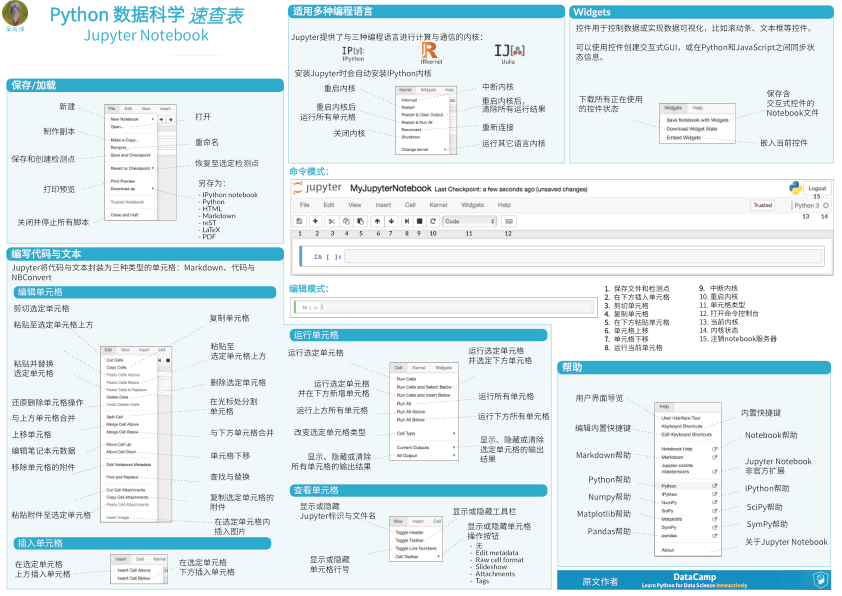 呆鸟译
Python 数据科学 速查表
Jupyter Notebook
保存/加载
新建
制作副本
保存和创建检测点
打印预览
关闭并停止所有脚本
File Edit View Insert
New Notebook
Open...
Make a Copy...
Rename...
Save and Checkpoint
Revert to Checkpoint
Print Preview
Download as
Trusted Notebook
Close and Halt
打开
重命名
恢复至选定检测点
另存为：
- IPython notebook
- Python
- HTML
- Markdown
- reST
- LaTeX
- PDF
编写代码与文本
Jupyter将代码与文本封装为三种类型的单元格：Markdown、代码与
NBConvert
编辑单元格
剪切选定单元格
粘贴至选定单元格上方
粘贴并替换
选定单元格
还原删除单元格操作
与上方单元格合并
上移单元格
编辑笔记本元数据
移除单元格的附件
粘贴附件至选定单元格
Edit View Insert Cell
Cut Cells
Copy Cells
Paste Cells Above
Paste Cells Below
Paste Cells & Replace
Delete Cells
Undo Delete Cells
Split Cell
Merge Cell Above
Merge Cell Below
Move Cell Up
Move Cell Down
Edit Notebook Metadata
Find and Replace
Cut Cell Attachments
Copy Cell Attachments
Paste Cell Attachments
Insert Image
复制单元格
粘贴至
选定单元格上方
删除选定单元格
在光标处分割
单元格
与下方单元格合并
单元格下移
查找与替换
复制选定单元格的
附件
在选定单元格内
插入图片
插入单元格
在选定单元格
上方插入单元格
Insert Cell Kernel
Insert Cell Above
Insert Cell Below
在选定单元格
下方插入单元格
适用多种编程语言
Jupyter提供了与三种编程语言进行计算与通信的内核：
IP[y]:
IPython
R
IRkernel
IJ
IJulia
安装Jupyter时会自动安装IPython内核
重启内核
重启内核后
运行所有单元格
关闭内核
Kernel Widgets Help
Interrupt
Restart
Restart & Clear Output
Restart & Run All
Reconnect
Shutdown
Change kernel
中断内核
重启内核后，
清除所有运行结果
重新连接
运行其它语言内核
Widgets
控件用于控制数据或实现数据可视化，比如滚动条、文本框等控件。
可以使用控件创建交互式GUI，或在Python和JavaScript之间同步状
态信息。
下载所有正在使用
的控件状态
Widgets Help
Save Notebook with Widgets
Download Widget State
Embed Widgets
保存含
交互式控件的
Notebook文件
嵌入当前控件
命令模式：
jupyter MyJupyterNotebook Last Checkpoint: a few seconds ago (unsaved changes)
Logout
15
File Edit View Insert Cell Kernel Widgets Help
Trusted Python 3
13 14
Code
1 2 3 4 5 6 7 8 9 10 11 12
In [ ]:
编辑模式：
In [ ]:
1. 保存文件和检测点
2. 在下方插入单元格
3. 剪切单元格
4. 复制单元格
5. 在下方粘贴单元格
6. 单元格上移
7. 单元格下移
8. 运行当前单元格
9. 中断内核
10. 重启内核
11. 单元格类型
12. 打开命令控制台
13. 当前内核
14. 内核状态
15. 注销notebook服务器
运行单元格
运行选定单元格
运行选定单元格
并在下方新增单元格
运行上方所有单元格
改变选定单元格类型
显示、隐藏或清除
所有单元格的输出结果
Cell Kernel Widgets
Run Cells
Run Cells and Select Below
Run Cells and Insert Below
Run All
Run All Above
Run All Below
Cell Type
Current Outputs
All Output
运行选定单元格
并选定下方单元格
运行所有单元格
运行下方所有单元格
显示、隐藏或清除
选定单元格的输出
结果
查看单元格
显示或隐藏
Jupyter标识与文件名
显示或隐藏
单元格行号
View Insert Cell
Toggle Header
Toggle Toolbar
Toggle Line Numbers
Cell Toolbar
显示或隐藏工具栏
显示或隐藏单元格
操作按钮
- 无
- Edit metadata
- Raw cell format
- Slideshow
- Attachments
- Tags
帮助
用户界面导览
编辑内置快捷键
Markdown帮助
Python帮助
Numpy帮助
Matplotlib帮助
Pandas帮助
Help
User Interface Tour
Keyboard Shortcuts
Edit Keyboard Shortcuts
Notebook Help
Markdown
Jupyter-contrib
nbextensions
Python
IPython
NumPy
SciPy
Matplotlib
SymPy
pandas
About
内置快捷键
Notebook帮助
Jupyter Notebook
非官方扩展
IPython帮助
SciPy帮助
SymPy帮助
关于Jupyter Notebook
原文作者
DataCamp
Learn Python for Data Science Interactively